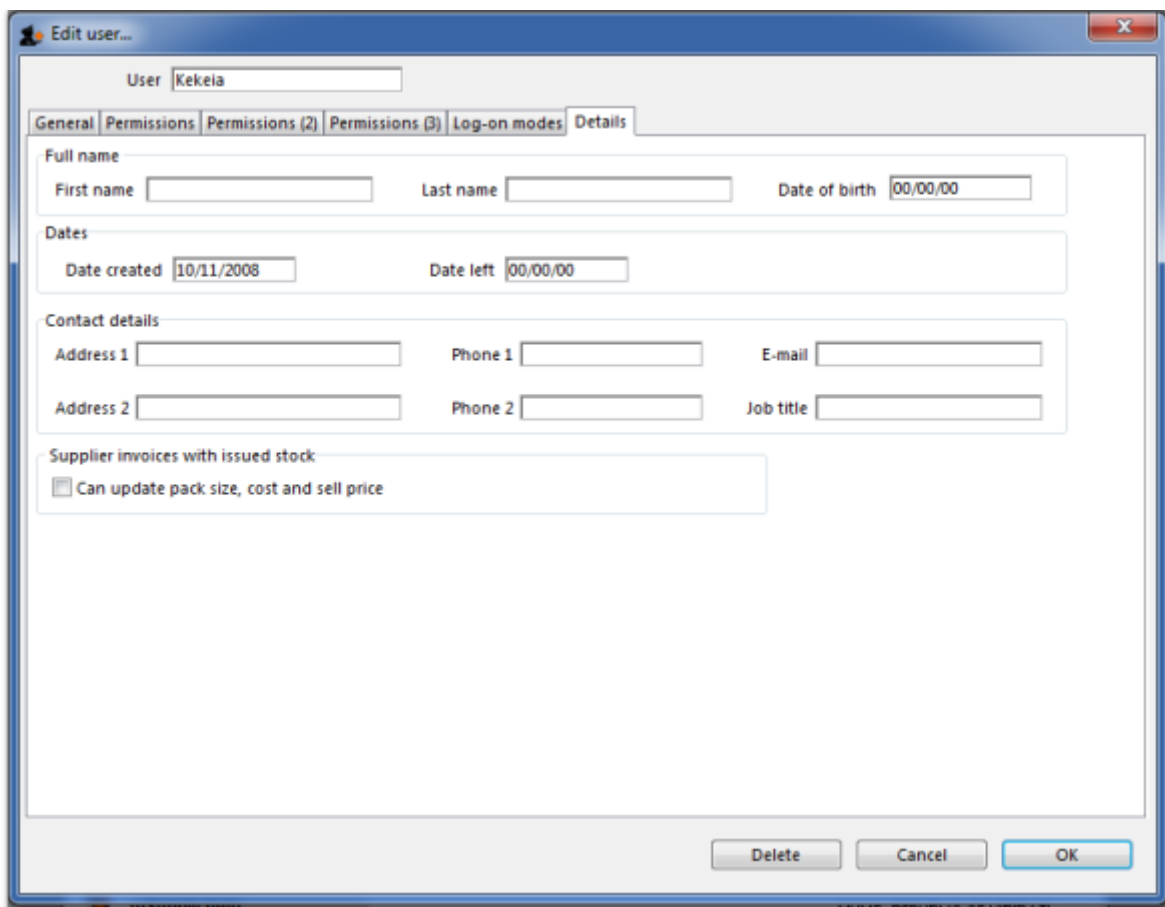 Edit user...
User Kekeia
General Permissions Permissions (2) Permissions (3) Log-on modes Details
Full name
First name Last name Date of birth 00/00/00
Dates
Date created 10/11/2008 Date left 00/00/00
Contact details
Address 1 Phone 1 E-mail
Address 2 Phone 2 Job title
Supplier invoices with issued stock
Can update pack size, cost and sell price
Delete Cancel OK